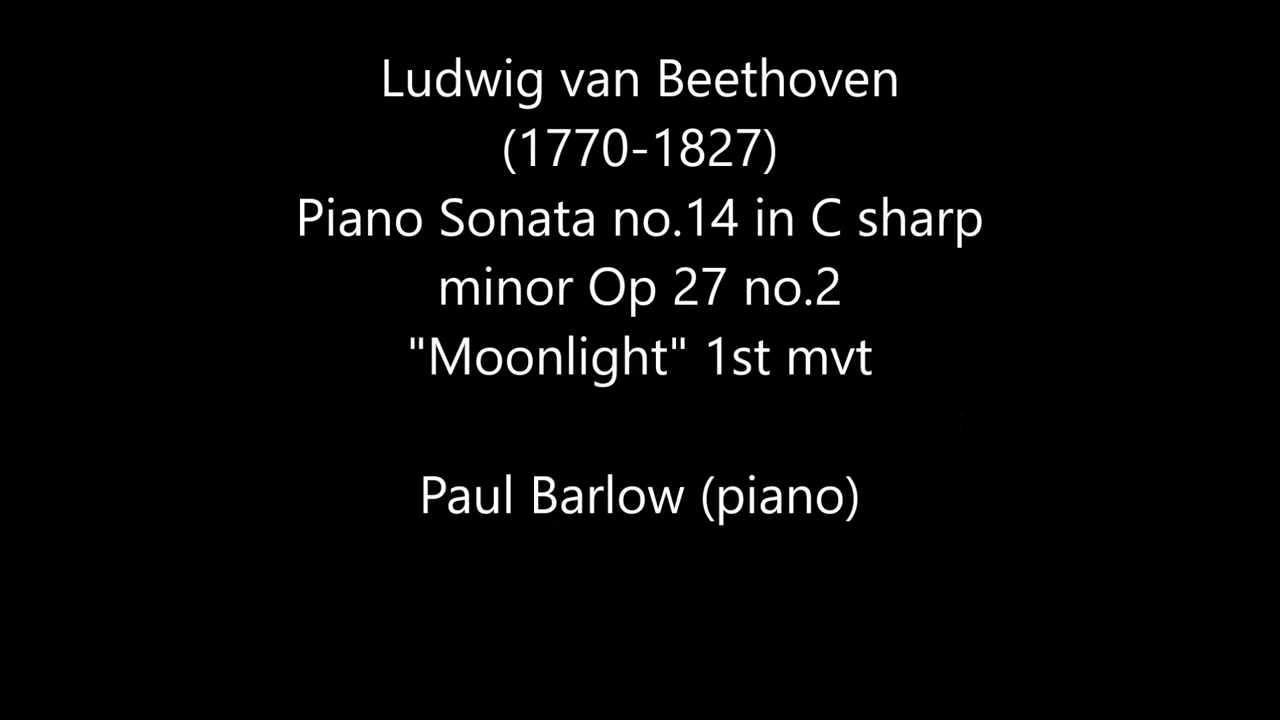 Ludwig van Beethoven
(1770-1827)
Piano Sonata no.14 in C sharp
minor Op 27 no.2
"Moonlight" 1st mvt
Paul Barlow (piano)